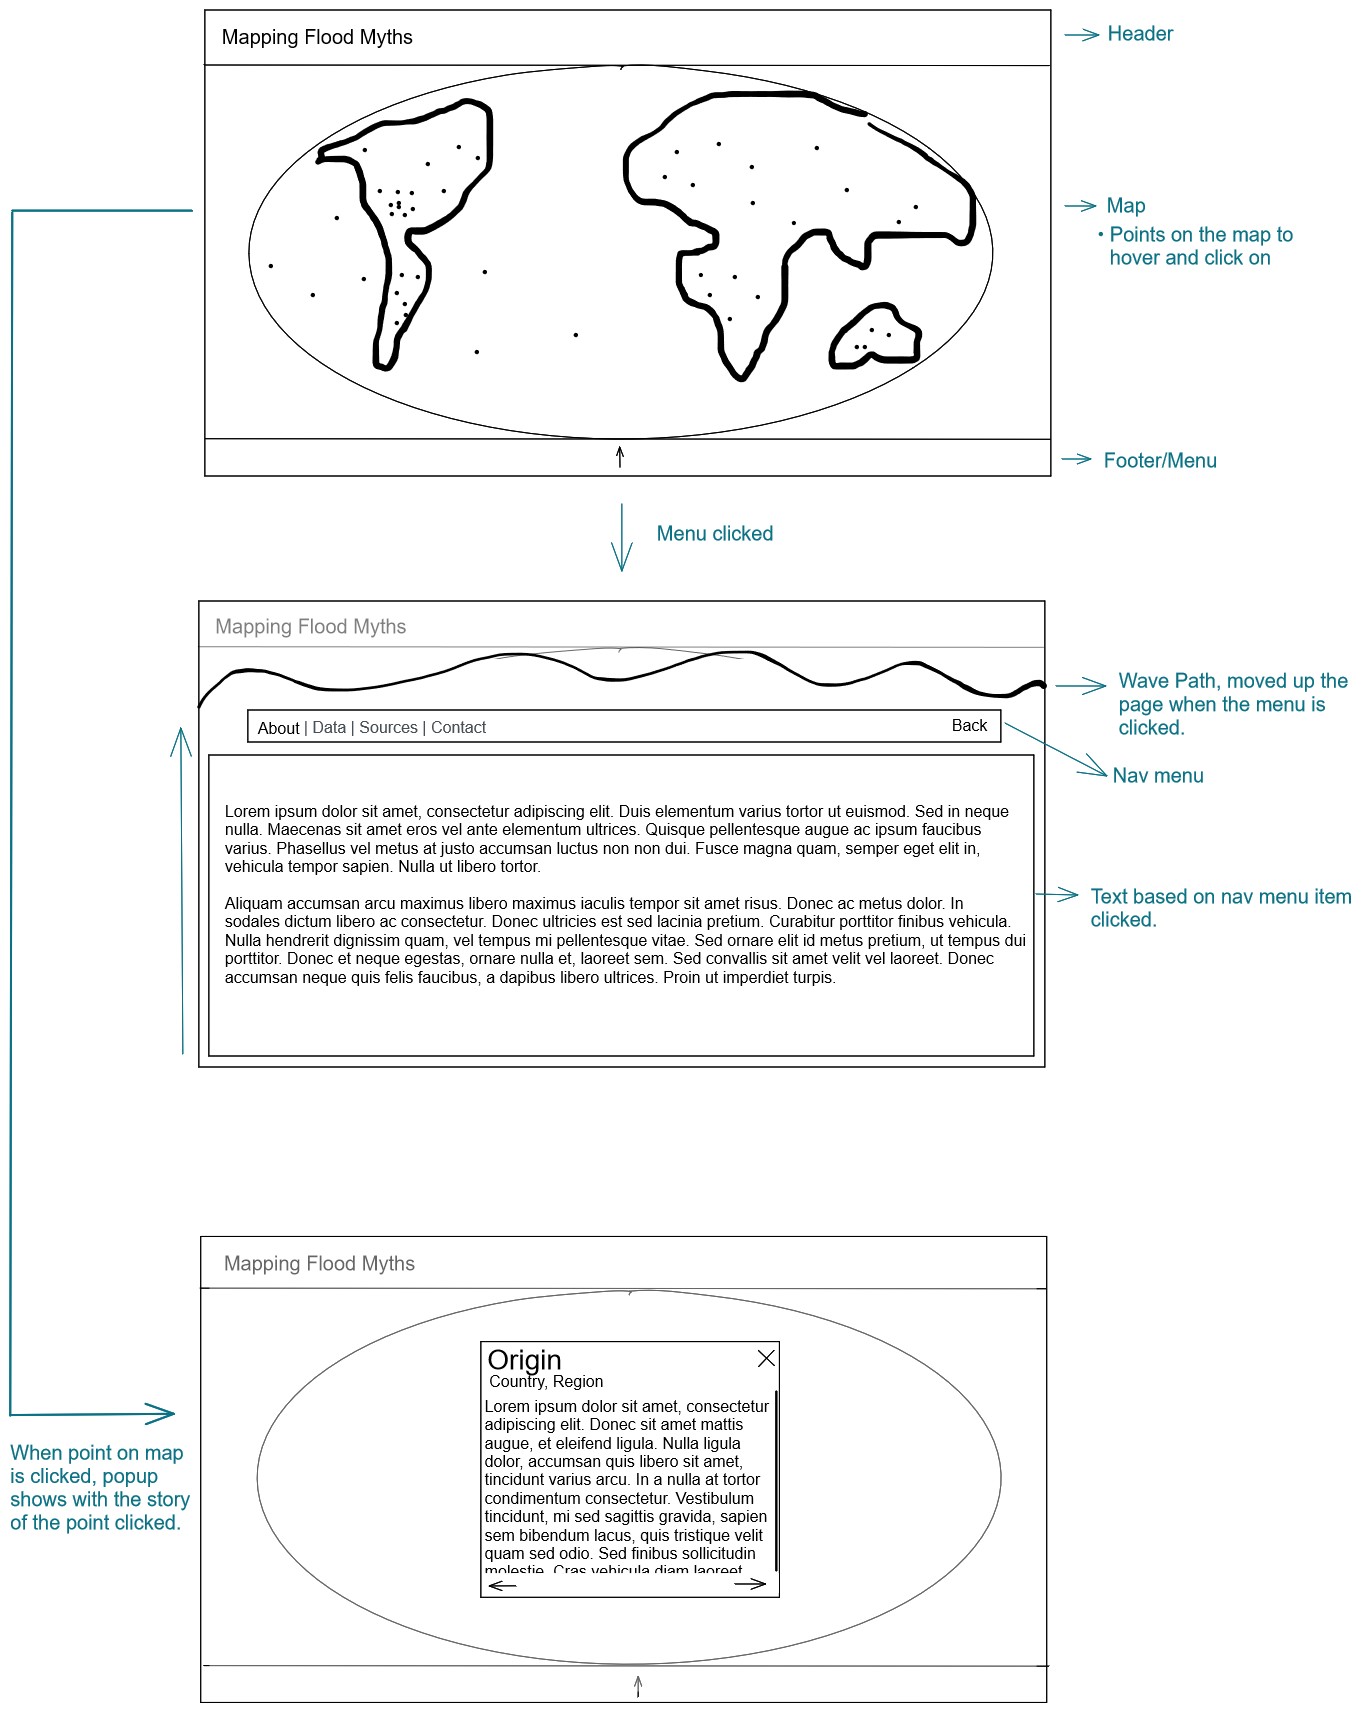 Mapping Flood Myths
Header
Map
• Points on the map to
hover and click on
Footer/Menu
Menu clicked
Mapping Flood Myths
Wave Path, moved up the
page when the menu is
clicked.
About | Data | Sources | Contact
Back
Nav menu
Lorem ipsum dolor sit amet, consectetur adipiscing elit. Duis elementum varius tortor ut euismod. Sed in neque
nulla. Maecenas sit amet eros vel ante elementum ultrices. Quisque pellentesque augue ac ipsum faucibus
varius. Phasellus vel metus at justo accumsan luctus non non dui. Fusce magna quam, semper eget elit in,
vehicula tempor sapien. Nulla ut libero tortor.
Aliquam accumsan arcu maximus libero maximus iaculis tempor sit amet risus. Donec ac metus dolor. In
sodales dictum libero ac consectetur. Donec ultricies est sed lacinia pretium. Curabitur porttitor finibus vehicula.
Nulla hendrerit dignissim quam, vel tempus mi pellentesque vitae. Sed ornare elit id metus pretium, ut tempus dui
porttitor. Donec et neque egestas, ornare nulla et, laoreet sem. Sed convallis sit amet velit vel laoreet. Donec
accumsan neque quis felis faucibus, a dapibus libero ultrices. Proin ut imperdiet turpis.
Text based on nav menu item
clicked.
Mapping Flood Myths
Origin
Country, Region
Lorem ipsum dolor sit amet, consectetur
adipiscing elit. Donec sit amet mattis
augue, et eleifend ligula. Nulla ligula
dolor, accumsan quis libero sit amet,
tincidunt varius arcu. In a nulla at tortor
condimentum consectetur. Vestibulum
tincidunt, mi sed sagittis gravida, sapien
sem bibendum lacus, quis tristique velit
quam sed odio. Sed finibus sollicitudin
molestie. Cras vehicula diam laoreet
When point on map
is clicked, popup
shows with the story
of the point clicked.